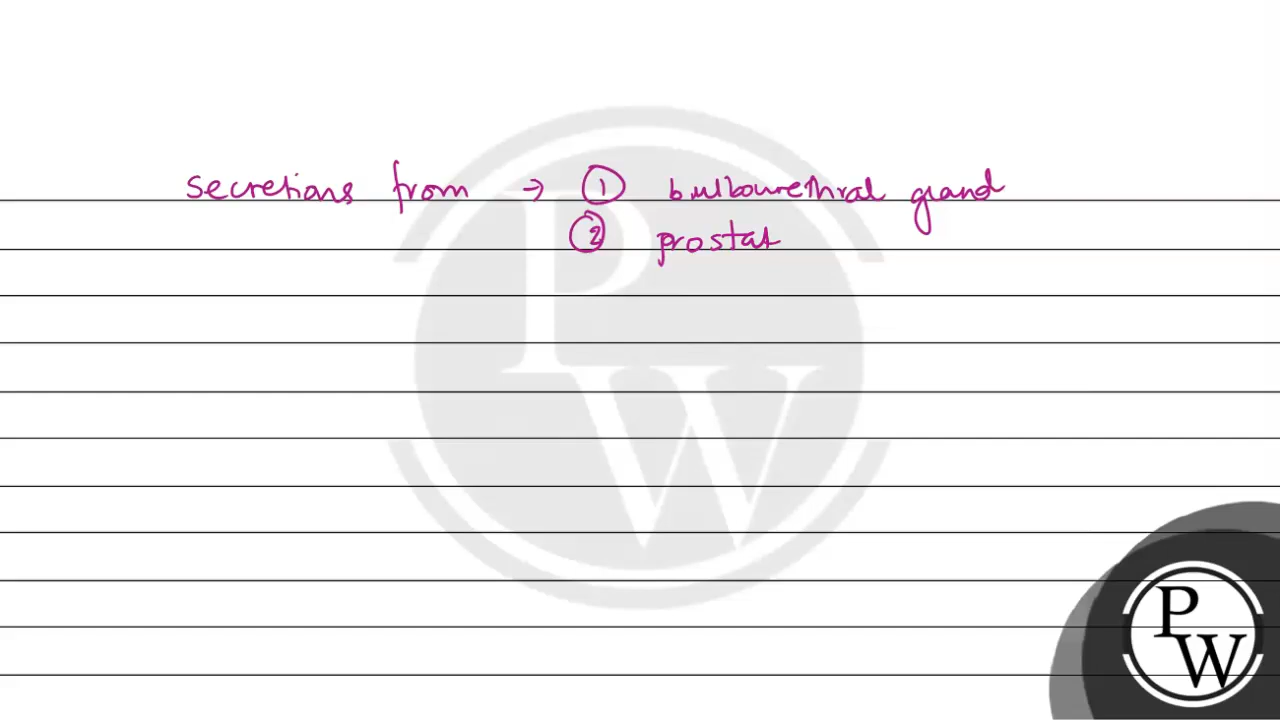 secretions from → ① bulbourethral gland
② prostat
P
W
P
W